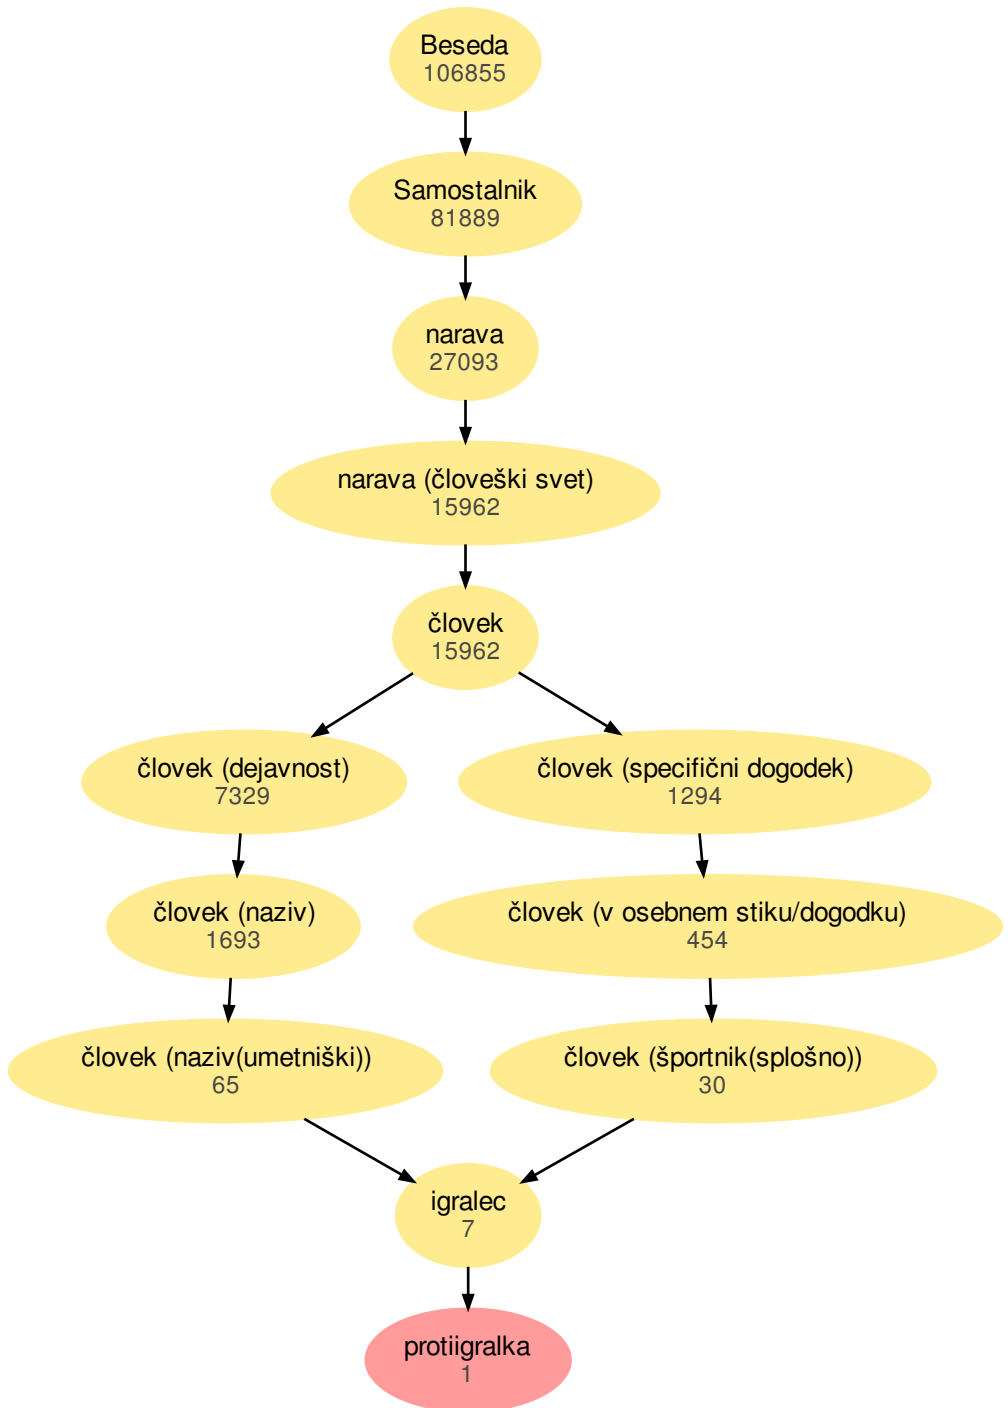 Beseda
106855
Samostalnik
81889
narava
27093
narava (človeški svet)
15962
človek
15962
človek (dejavnost)
7329
človek (specifični dogodek)
1294
človek (naziv)
1693
človek (v osebnem stiku/dogodku)
454
človek (naziv(umetniški))
65
človek (športnik(splošno))
30
igralec
7
protiigralka
1